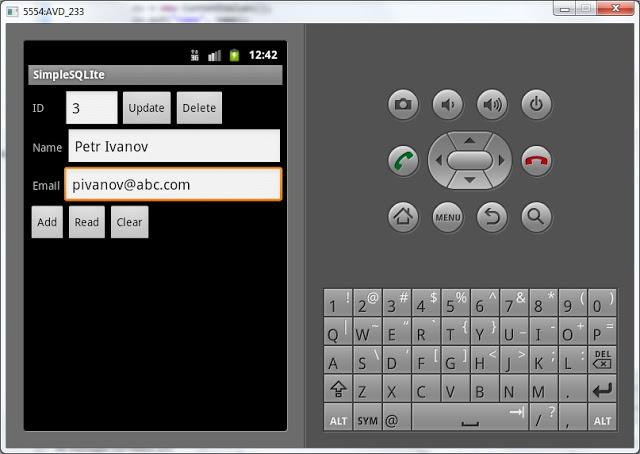 5554:AVD_233
3G 12:42
SimpleSQLIte
ID 3 Update Delete
Name Petr Ivanov
Email pivanov@abc.com
Add Read Clear
MENU
1 ! 2 @ 3 # 4 $ 5 % 6 ^ 7 & 8 * 9 ( 0 )
Q | W ~ E " R ` T { Y } U _ I - O + P =
A S \ D ' F [ G ] H < J > K ; L : DEL
Z X C V B N M .
ALT SYM @ / ? , ALT